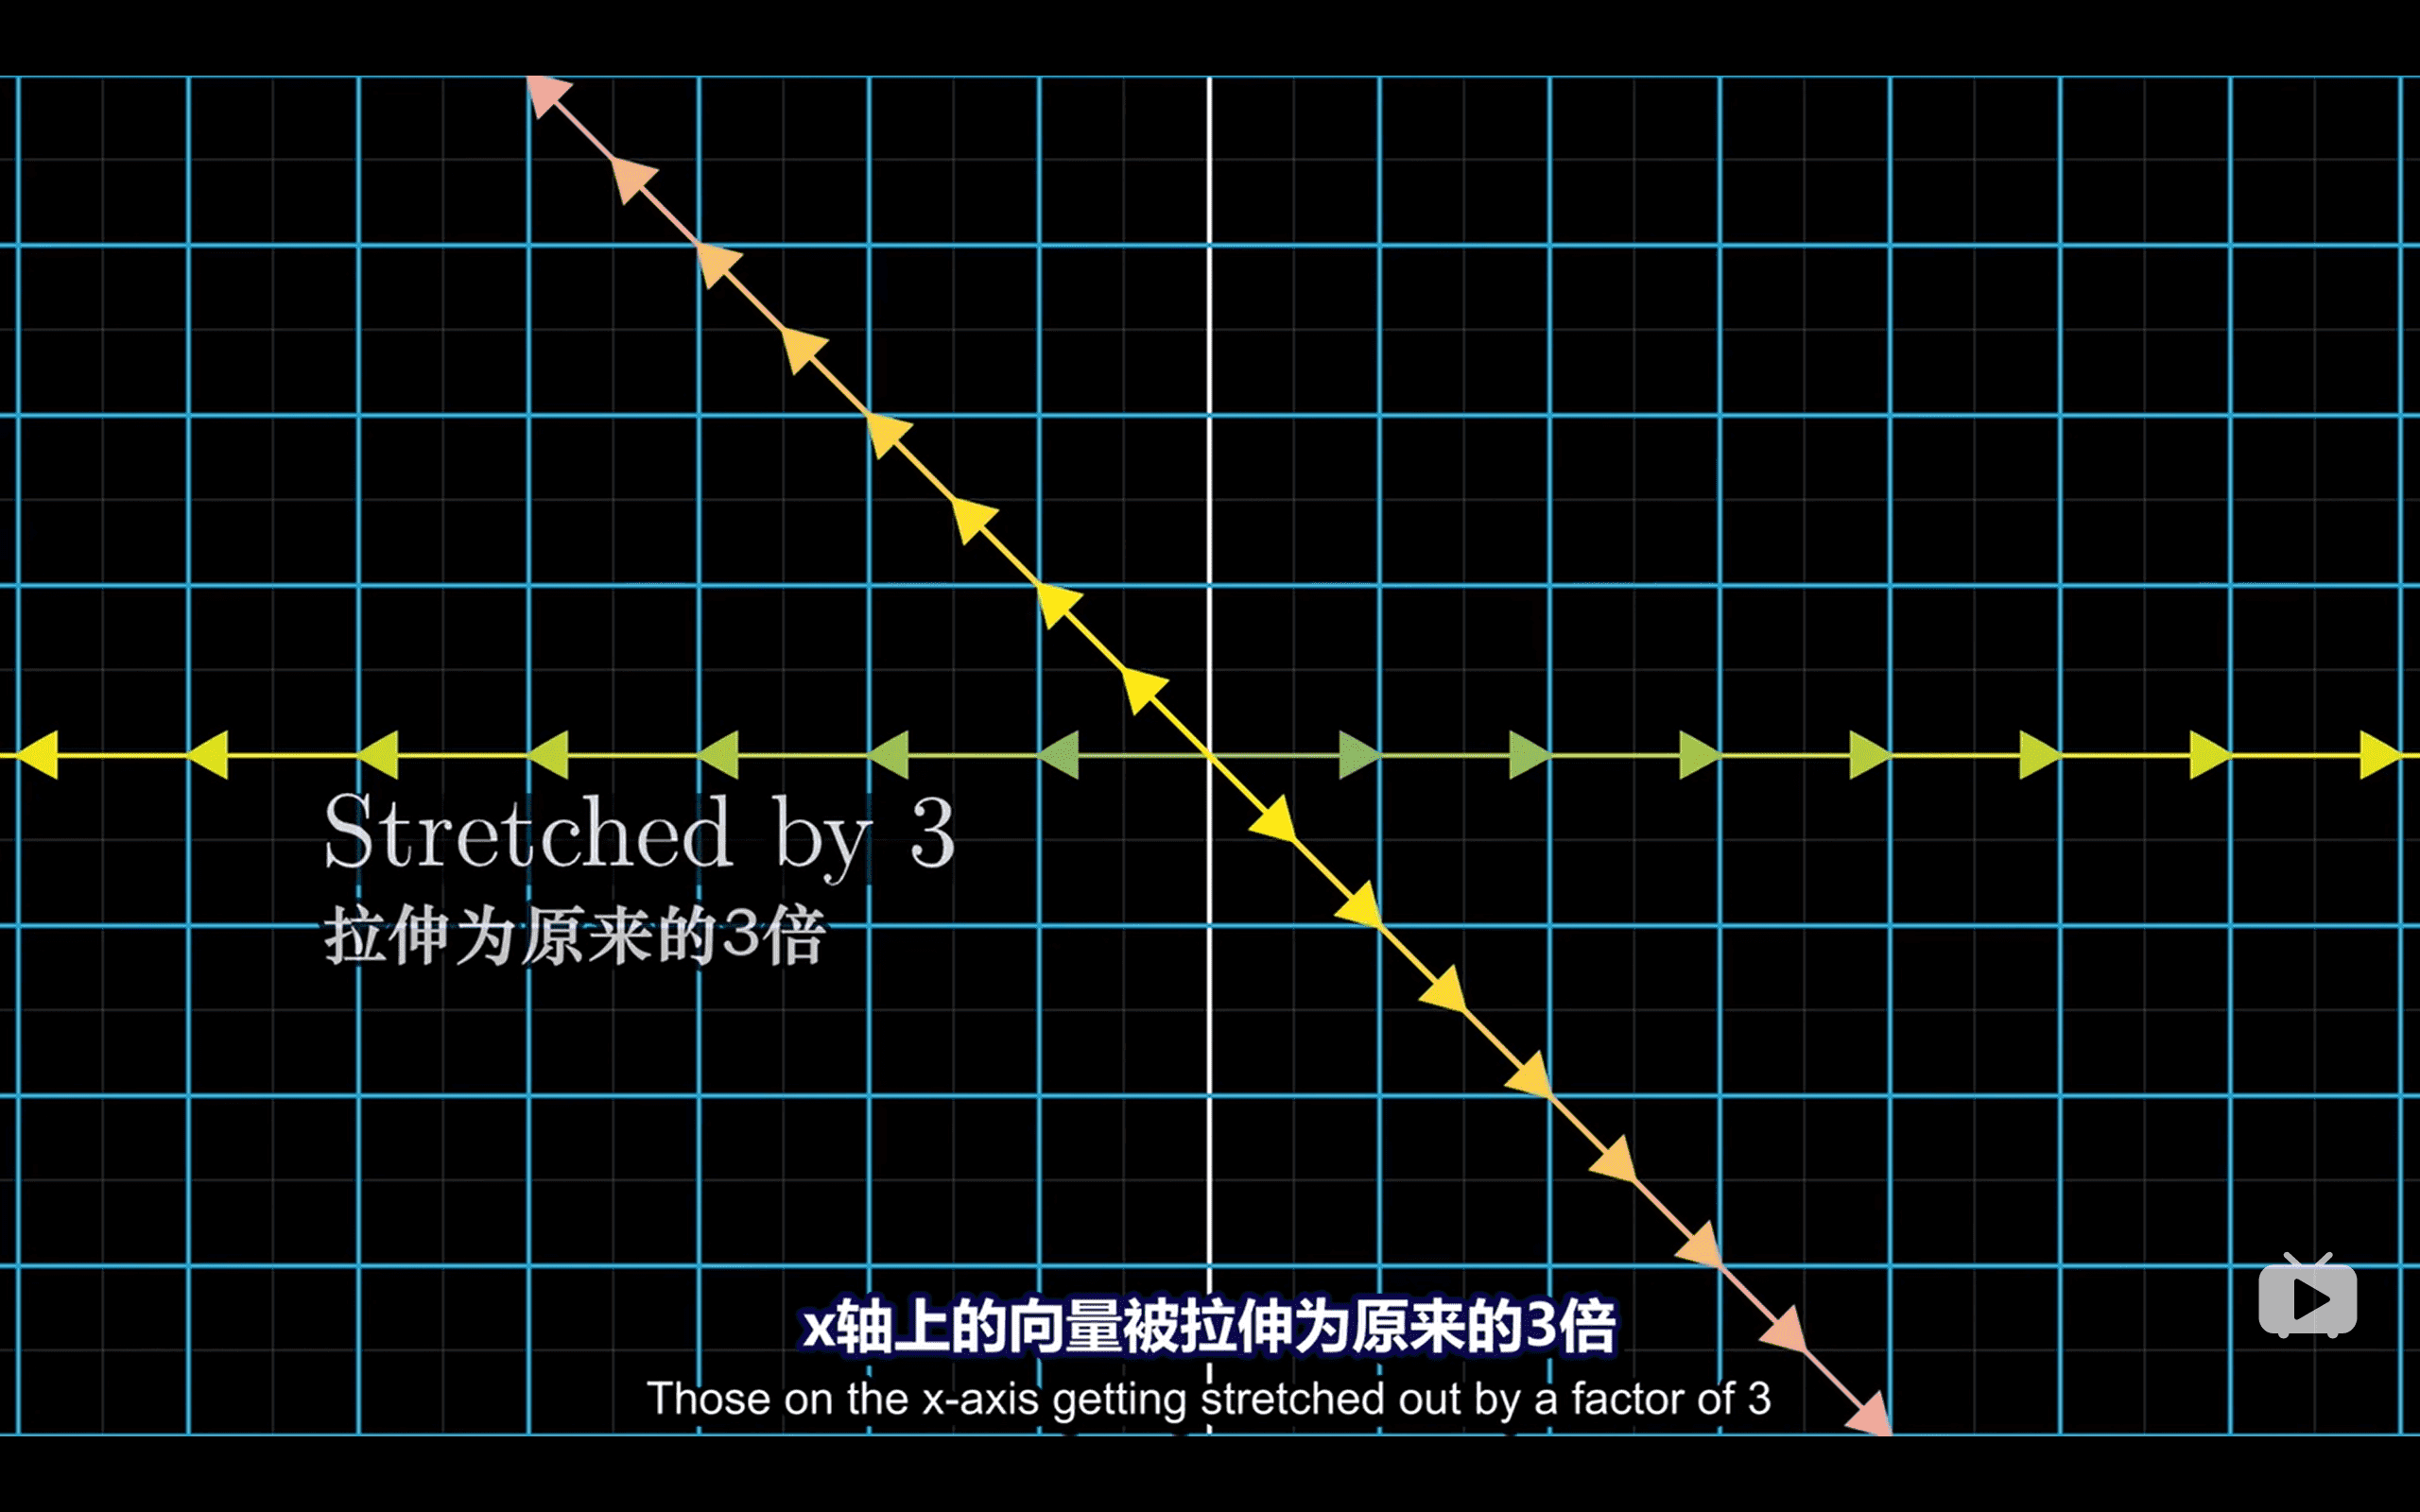 Stretched by 3
拉伸为原来的3倍
x轴上的向量被拉伸为原来的3倍
Those on the x-axis getting stretched out by a factor of 3